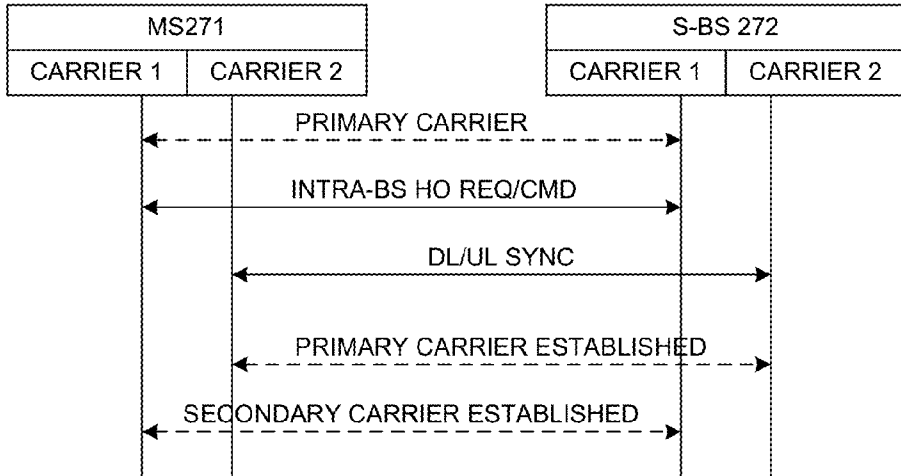 MS271
S-BS 272
CARRIER 1
CARRIER 2
CARRIER 1
CARRIER 2
PRIMARY CARRIER
INTRA-BS HO REQ/CMD
DL/UL SYNC
PRIMARY CARRIER ESTABLISHED
SECONDARY CARRIER ESTABLISHED